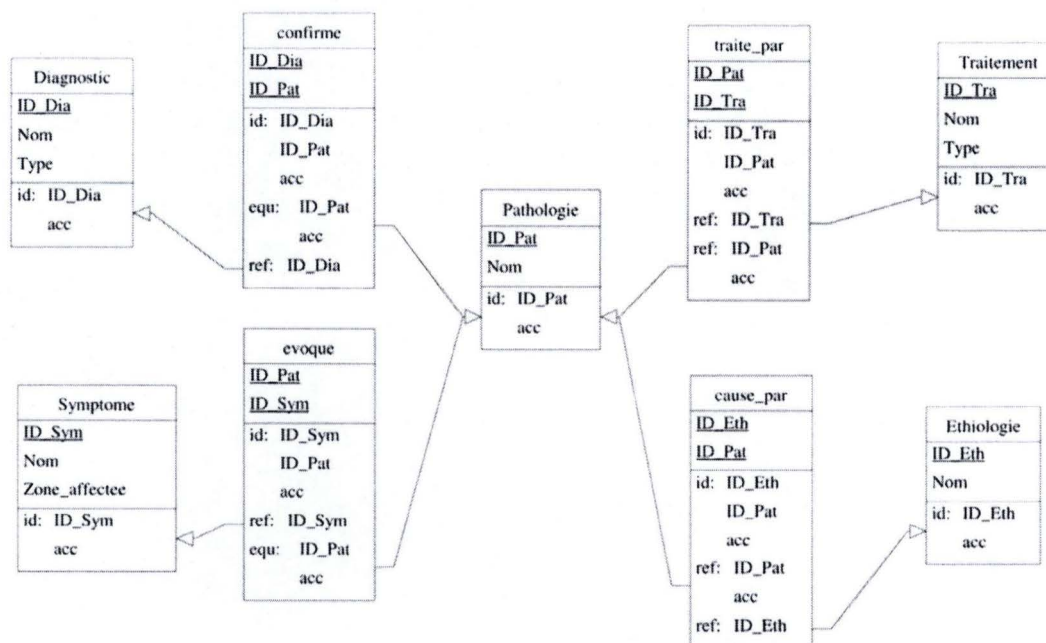 Diagnostic
ID_Dia
Nom
Type
id: ID_Dia
acc
confirme
ID_Dia
ID_Pat
id: ID_Dia
ID_Pat
acc
equ: ID_Pat
acc
ref: ID_Dia
Symptome
ID_Sym
Nom
Zone_affectee
id: ID_Sym
acc
evoque
ID_Pat
ID_Sym
id: ID_Sym
ID_Pat
acc
ref: ID_Sym
equ: ID_Pat
acc
Pathologie
ID_Pat
Nom
id: ID_Pat
acc
traite_par
ID_Pat
ID_Tra
id: ID_Tra
ID_Pat
acc
ref: ID_Tra
ref: ID_Pat
acc
Traitement
ID_Tra
Nom
Type
id: ID_Tra
acc
cause_par
ID_Eth
ID_Pat
id: ID_Eth
ID_Pat
acc
ref: ID_Pat
acc
ref: ID_Eth
Ethiologie
ID_Eth
Nom
id: ID_Eth
acc